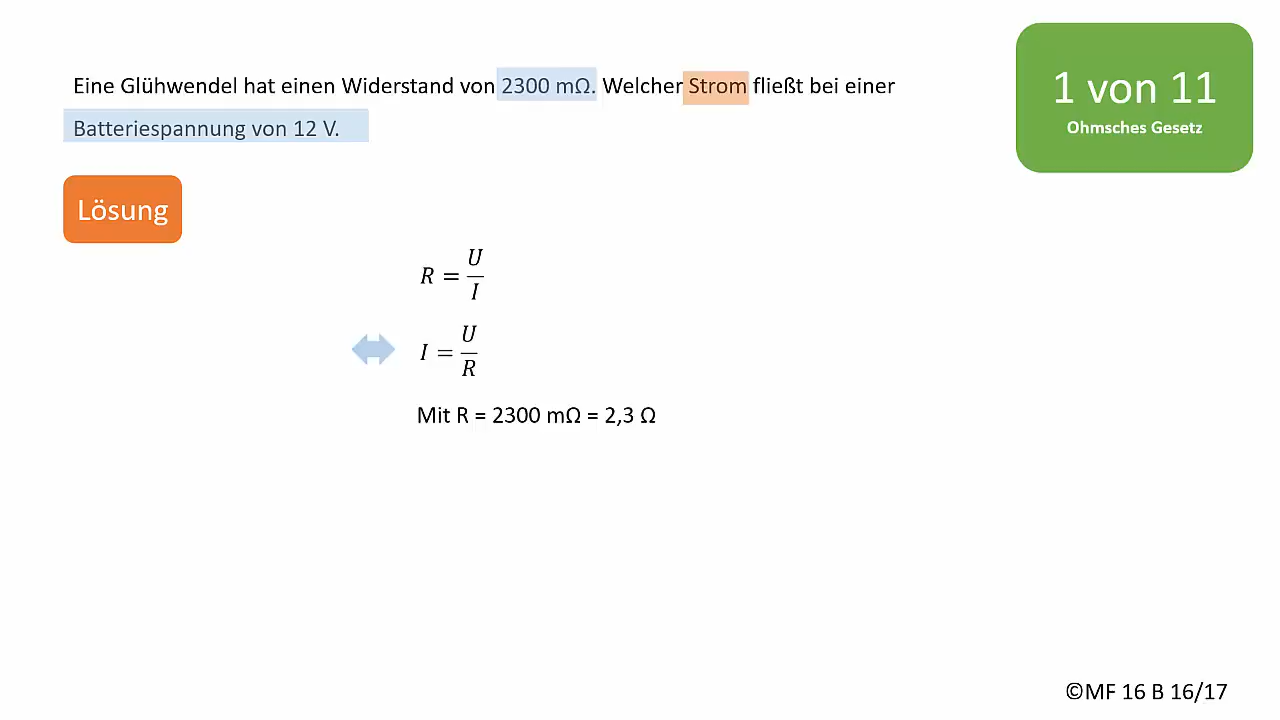 Eine Glühwendel hat einen Widerstand von 2300 mΩ. Welcher Strom fließt bei einer
Batteriespannung von 12 V.
1 von 11
Ohmsches Gesetz
Lösung
R = U/I
I = U/R
Mit R = 2300 mΩ = 2,3 Ω
©MF 16 B 16/17